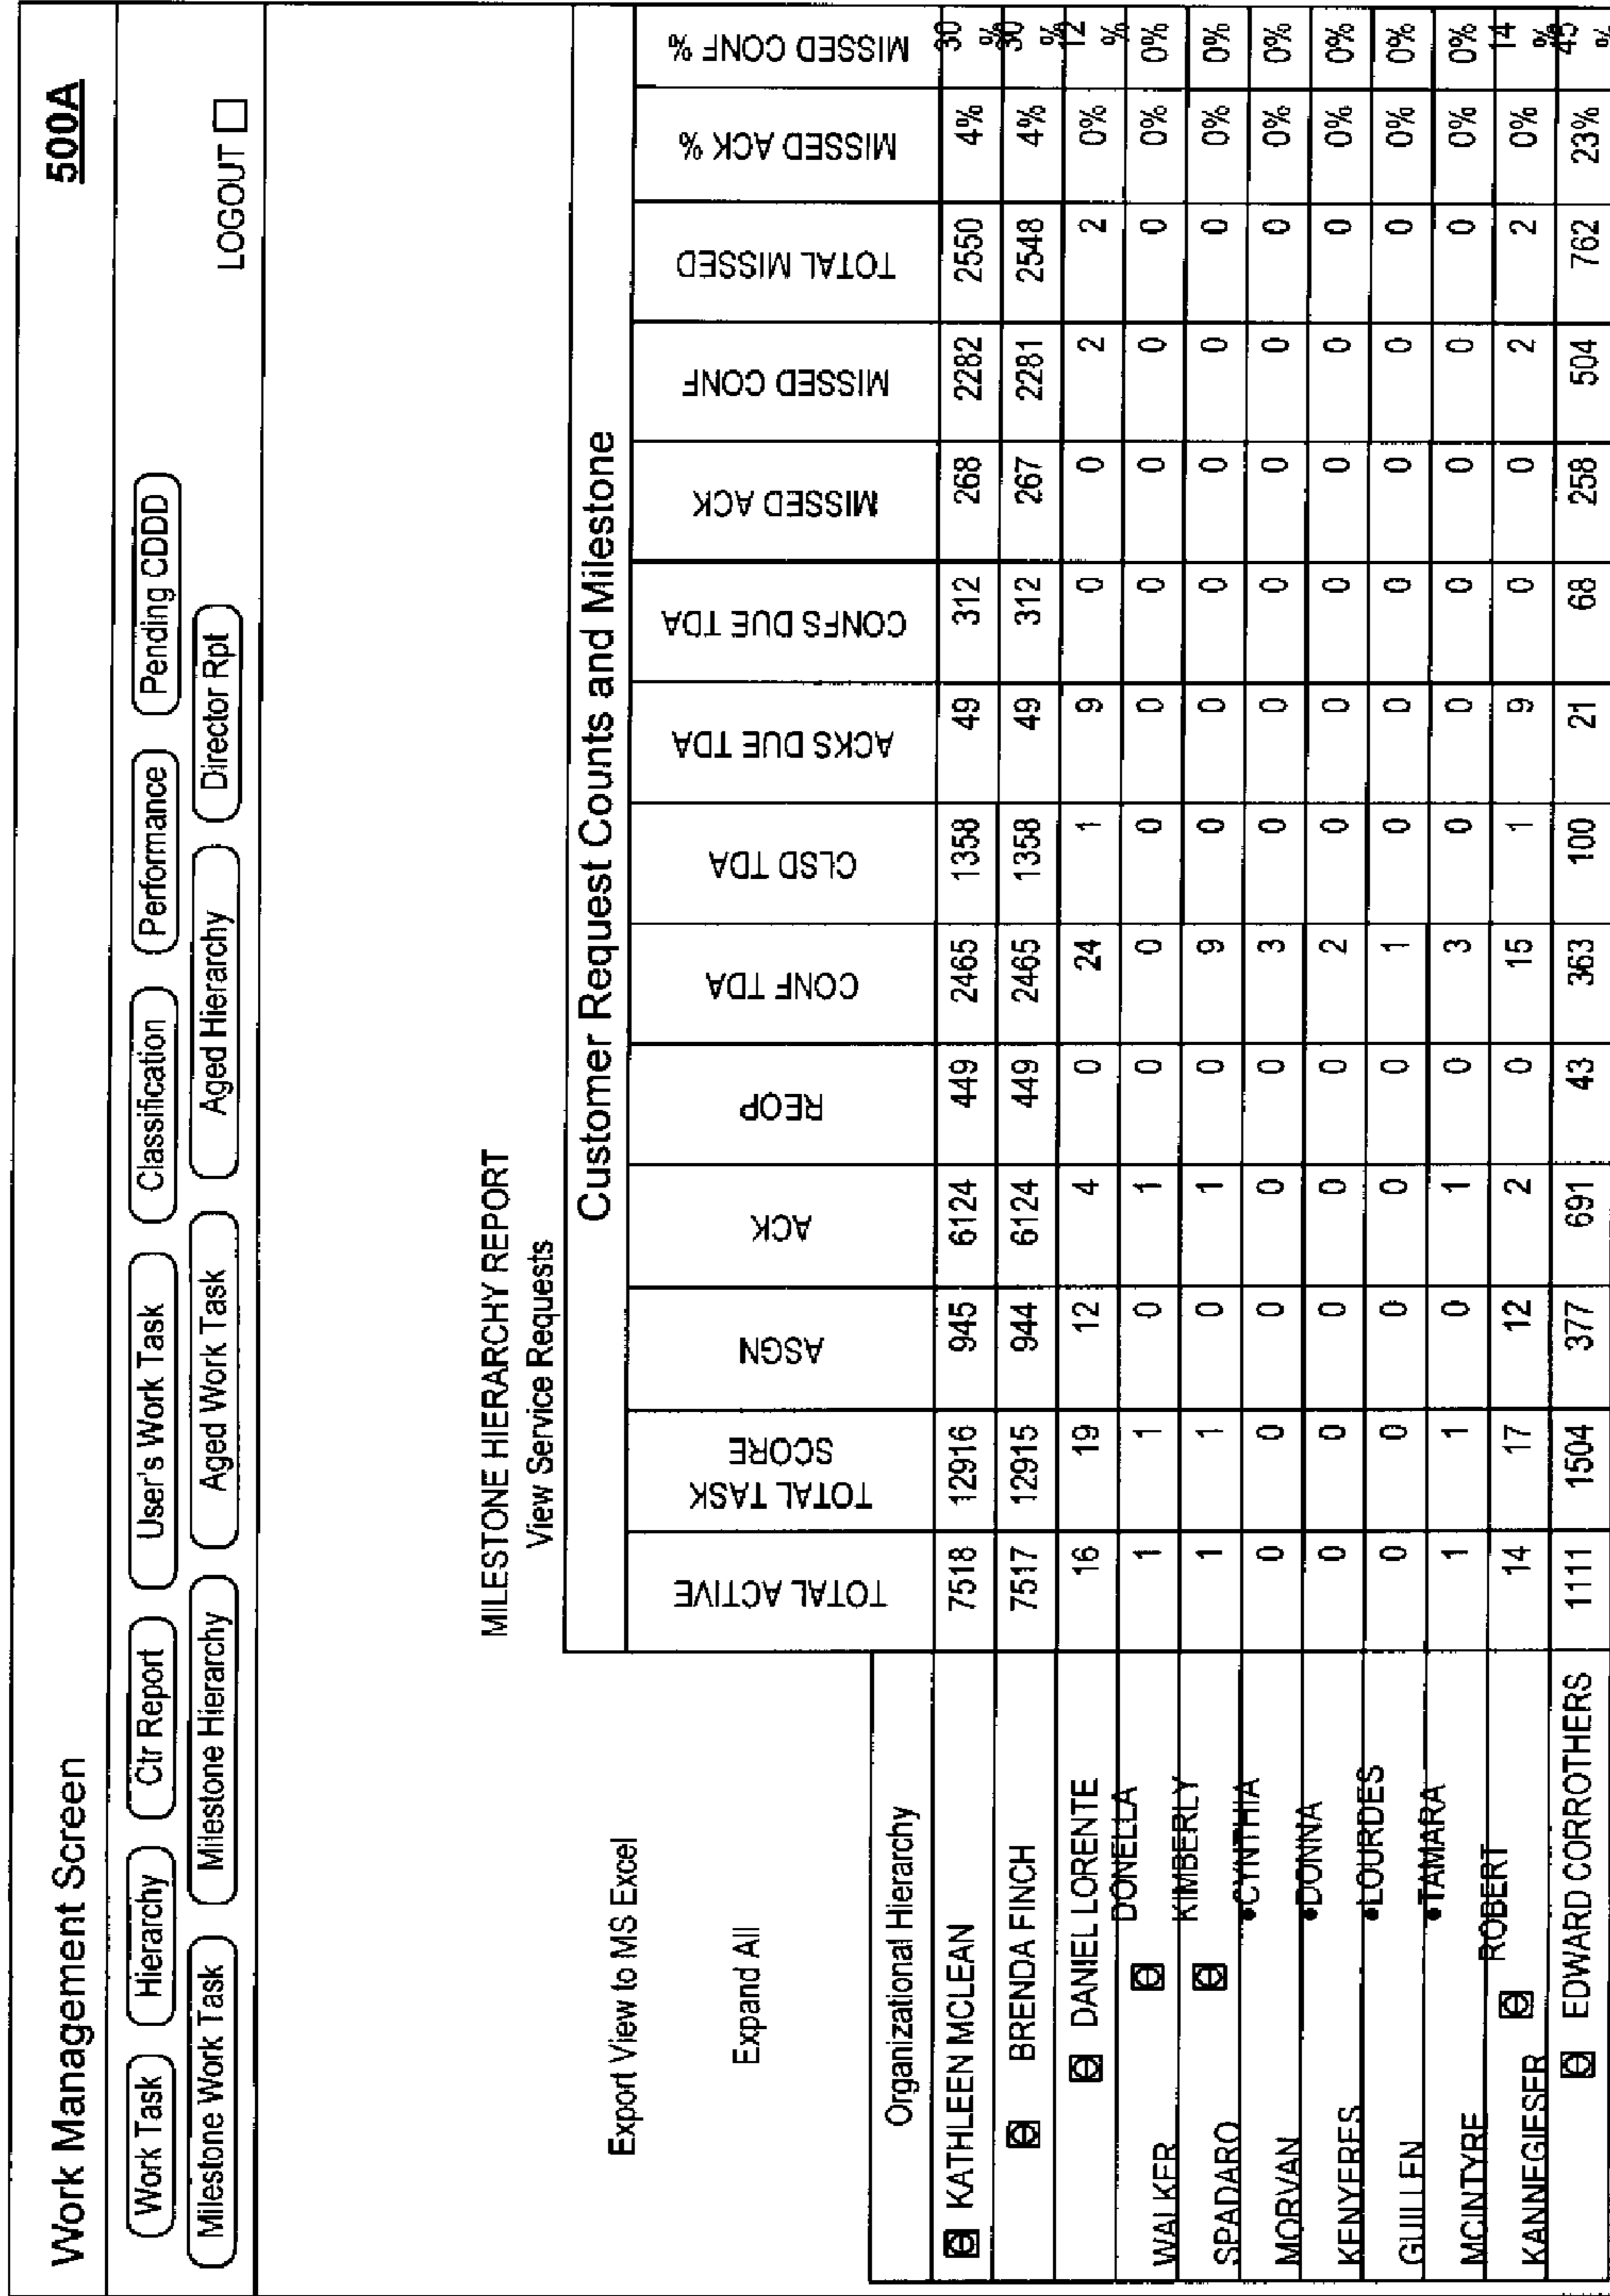 500A
Work Management Screen
Work Task Hierarchy Ctr Report User's Work Task Classification Performance Pending CDDD
Milestone Work Task Milestone Hierarchy Aged Work Task Aged Hierarchy Director Rpt LOGOUT
MILESTONE HIERARCHY REPORT
View Service Requests
Customer Request Counts and Milestone
Export View to MS Excel
Expand All
Organizational Hierarchy TOTAL ACTIVE TOTAL TASK SCORE ASGN ACK REOP CONF TDA CLSD TDA ACKS DUE TDA CONFS DUE TDA MISSED ACK MISSED CONF TOTAL MISSED MISSED ACK % MISSED CONF %
KATHLEEN MCLEAN 7518 12916 945 6124 449 2465 1358 49 312 268 2282 2550 4% 30 %
BRENDA FINCH 7517 12915 944 6124 449 2465 1358 49 312 267 2281 2548 4% 30 %
DANIEL LORENTE 16 19 12 4 0 24 1 9 0 0 2 2 0% 12 %
DONELLA
WALKER 1 1 0 1 0 0 0 0 0 0 0 0 0% 0%
KIMBERLY
SPADARO 1 1 0 1 0 9 0 0 0 0 0 0 0% 0%
•CYNTHIA
MORVAN 0 0 0 0 0 3 0 0 0 0 0 0 0% 0%
•DONNA
KENYERES 0 0 0 0 0 2 0 0 0 0 0 0 0% 0%
•LOURDES
GUILLEN 0 0 0 0 0 1 0 0 0 0 0 0 0% 0%
•TAMARA
MCINTYRE 1 1 0 1 0 3 0 0 0 0 0 0 0% 0%
ROBERT
KANNEGIESER 14 17 12 2 0 15 1 9 0 0 2 2 0% 14 %
EDWARD CORROTHERS 1111 1504 377 691 43 363 100 21 68 258 504 762 23% 45 %